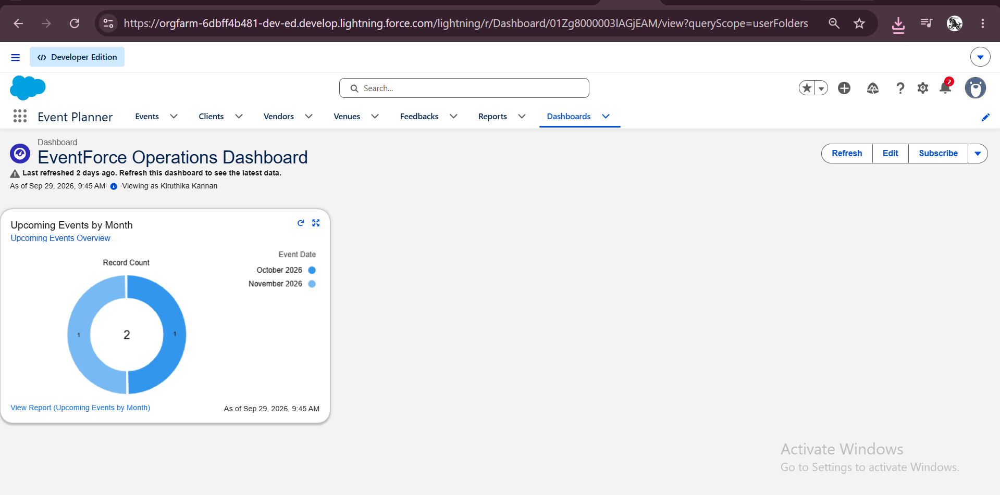 https://orgfarm-6dbff4b481-dev-ed.develop.lightning.force.com/lightning/r/Dashboard/01Zg8000003lAGjEAM/view?queryScope=userFolders
Developer Edition
Search...
2
Event Planner
Events
Clients
Vendors
Venues
Feedbacks
Reports
Dashboards
Dashboard
EventForce Operations Dashboard
Last refreshed 2 days ago. Refresh this dashboard to see the latest data.
As of Sep 29, 2026, 9:45 AM· ·Viewing as Kiruthika Kannan
Refresh
Edit
Subscribe
Upcoming Events by Month
Upcoming Events Overview
Event Date
Record Count
October 2026
November 2026
1
2
1
View Report (Upcoming Events by Month)
As of Sep 29, 2026, 9:45 AM
Activate Windows
Go to Settings to activate Windows.